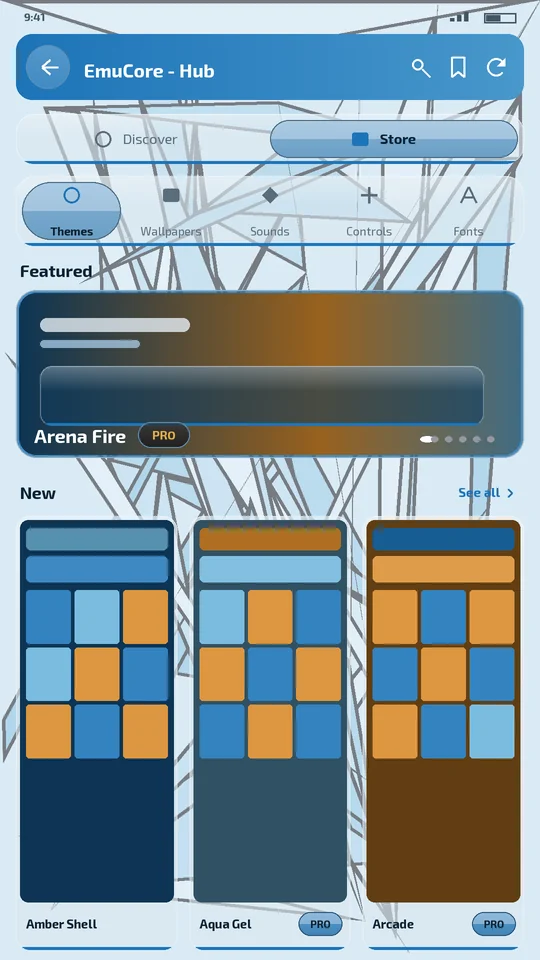 9:41
EmuCore - Hub
Discover
Store
Themes
Wallpapers
Sounds
Controls
Fonts
Featured
Arena Fire
PRO
New
See all
Amber Shell
Aqua Gel
PRO
Arcade
PRO